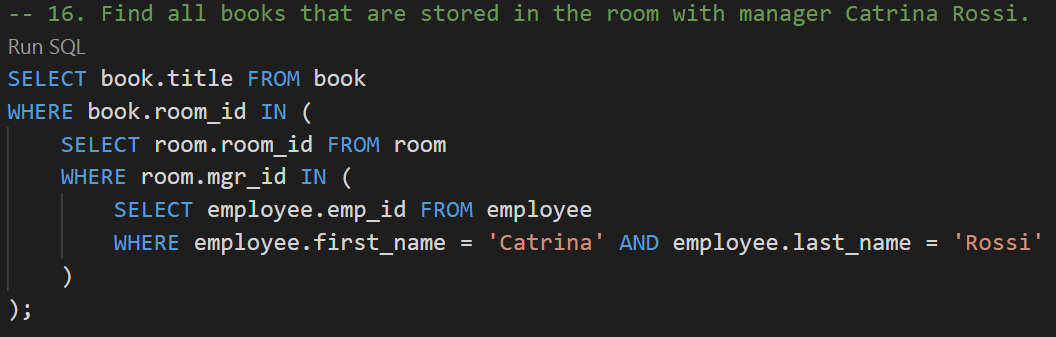 -- 16. Find all books that are stored in the room with manager Catrina Rossi.
Run SQL
SELECT book.title FROM book
WHERE book.room_id IN (
    SELECT room.room_id FROM room
    WHERE room.mgr_id IN (
        SELECT employee.emp_id FROM employee
        WHERE employee.first_name = 'Catrina' AND employee.last_name = 'Rossi'
    )
);